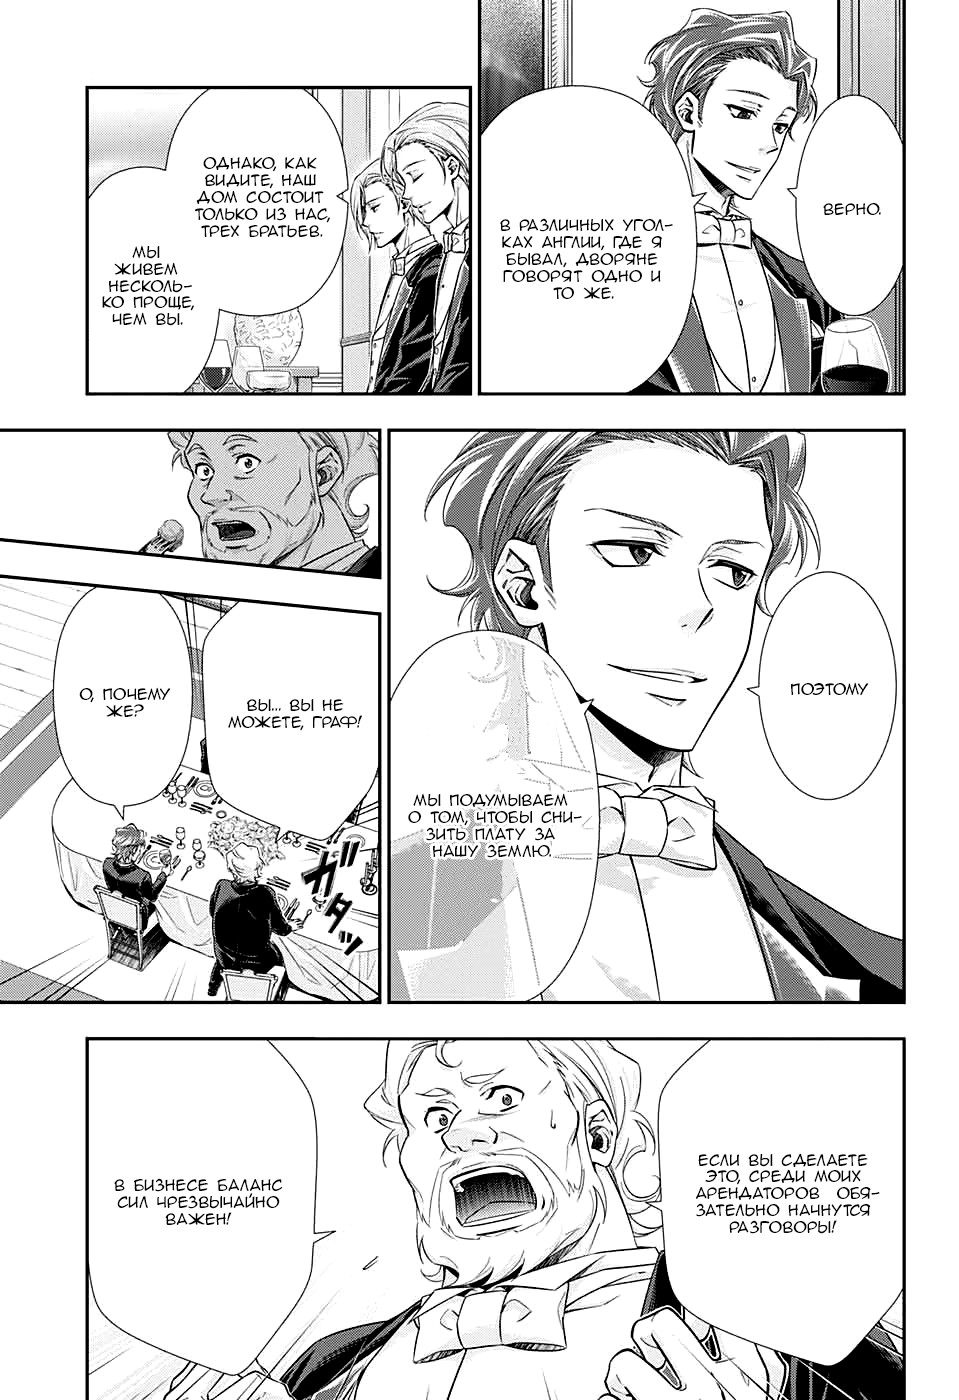 ВЕРНО.
В РАЗЛИЧНЫХ УГОЛ-
КАХ АНГЛИИ, ГДЕ Я
БЫВАЛ, ДВОРЯНЕ
ГОВОРЯТ ОДНО И
ТО ЖЕ.
ОДНАКО, КАК
ВИДИТЕ, НАШ
ДОМ СОСТОИТ
ТОЛЬКО ИЗ НАС,
ТРЕХ БРАТЬЕВ.
МЫ
ЖИВЕМ
НЕСКОЛЬ-
КО ПРОЩЕ,
ЧЕМ ВЫ.
ПОЭТОМУ
МЫ ПОДУМЫВАЕМ
О ТОМ, ЧТОБЫ СНИ-
ЗИТЬ ПЛАТУ ЗА
НАШУ ЗЕМЛЮ.
ВЫ... ВЫ НЕ
МОЖЕТЕ, ГРАФ!
О, ПОЧЕМУ
ЖЕ?
ガタッ
ЕСЛИ ВЫ СДЕЛАЕТЕ
ЭТО, СРЕДИ МОИХ
АРЕНДАТОРОВ ОБЯ-
ЗАТЕЛЬНО НАЧНУТСЯ
РАЗГОВОРЫ!
В БИЗНЕСЕ БАЛАНС
СИЛ ЧРЕЗВЫЧАЙНО
ВАЖЕН!